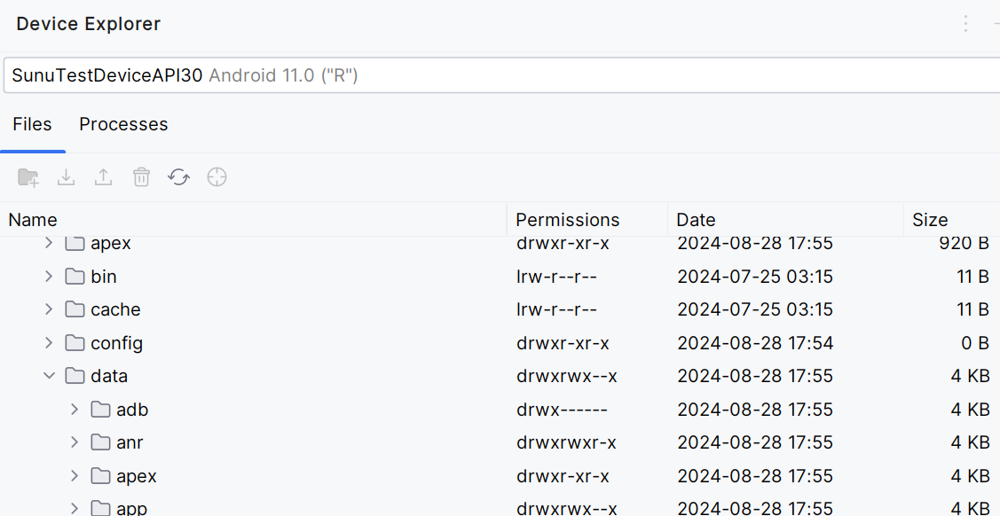 Device Explorer
SunuTestDeviceAPI30 Android 11.0 ("R")
Files Processes
Name Permissions Date Size
apex drwxr-xr-x 2024-08-28 17:55 920 B
bin lrw-r--r-- 2024-07-25 03:15 11 B
cache lrw-r--r-- 2024-07-25 03:15 11 B
config drwxr-xr-x 2024-08-28 17:54 0 B
data drwxrwx--x 2024-08-28 17:55 4 KB
adb drwx------ 2024-08-28 17:55 4 KB
anr drwxrwxr-x 2024-08-28 17:55 4 KB
apex drwxr-xr-x 2024-08-28 17:55 4 KB
app drwxrwx--x 2024-08-28 17:55 4 KB